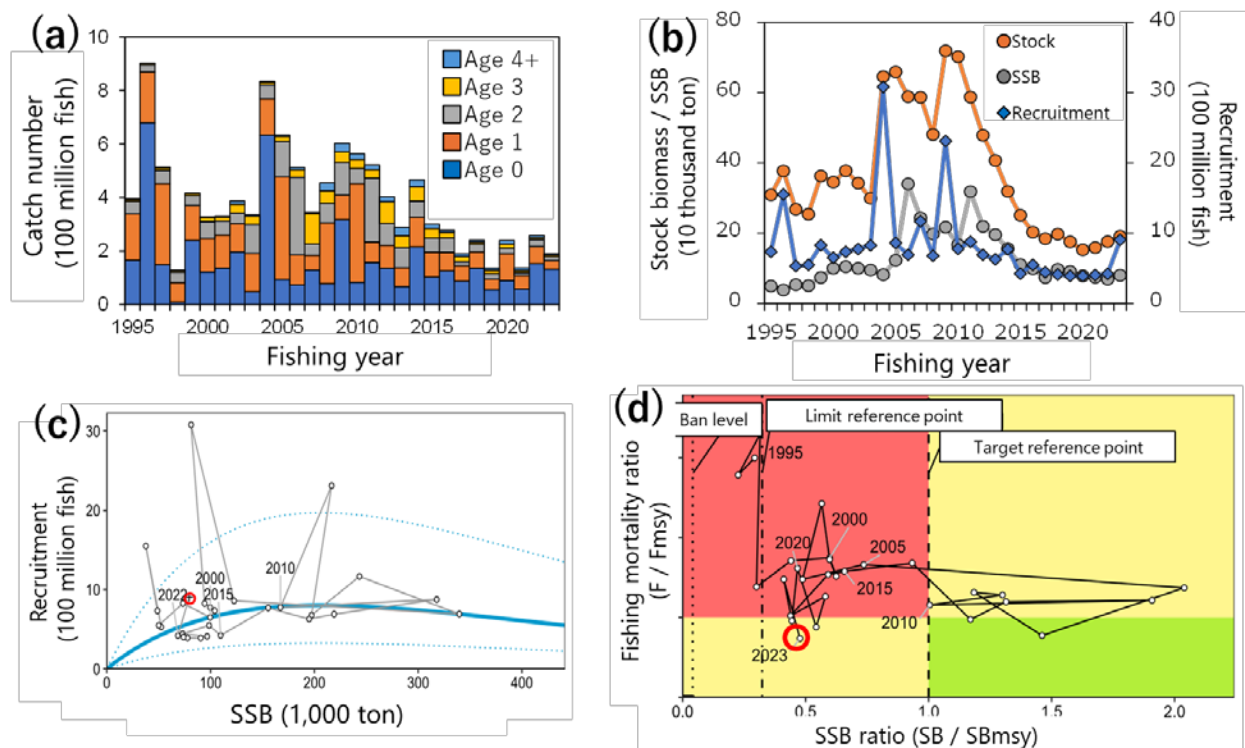 (a)
10
8
6
4
2
0
Catch number
(100 million fish)
Age 4+
Age 3
Age 2
Age 1
Age 0
1995
2000
2005
2010
2015
2020
Fishing year
(b)
80
60
40
20
0
Stock biomass / SSB
(10 thousand ton)
Stock
SSB
Recruitment
40
30
20
10
0
Recruitment
(100 million fish)
1995
2000
2005
2010
2015
2020
Fishing year
(c)
30
20
10
0
Recruitment
(100 million fish)
2010
2000
2022
2015
0
100
200
300
400
SSB (1,000 ton)
(d)
Ban level
Limit reference point
Target reference point
1995
2000
2020
2005
2015
2010
2023
Fishing mortality ratio
(F / Fmsy)
0.0
0.5
1.0
1.5
2.0
SSB ratio (SB / SBmsy)